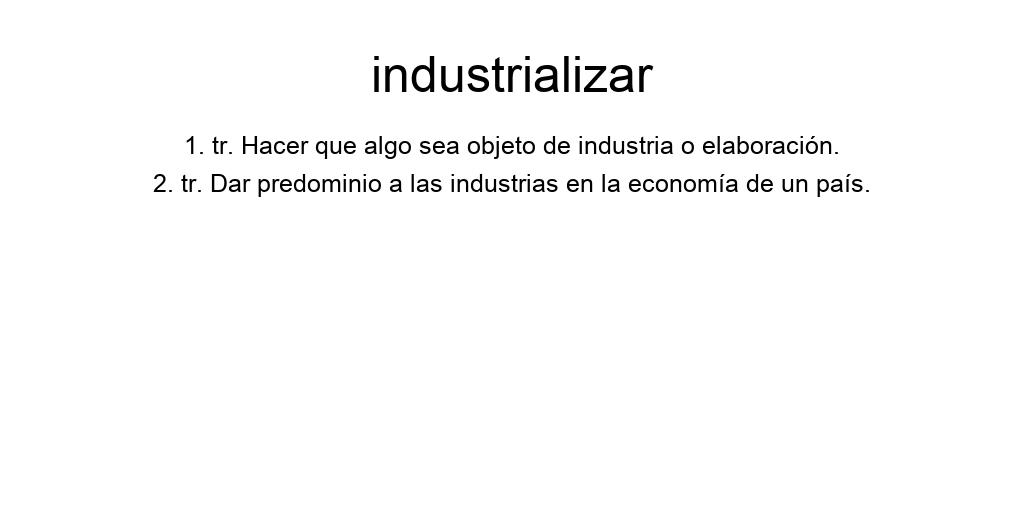 industrializar
1. tr. Hacer que algo sea objeto de industria o elaboración.
2. tr. Dar predominio a las industrias en la economía de un país.